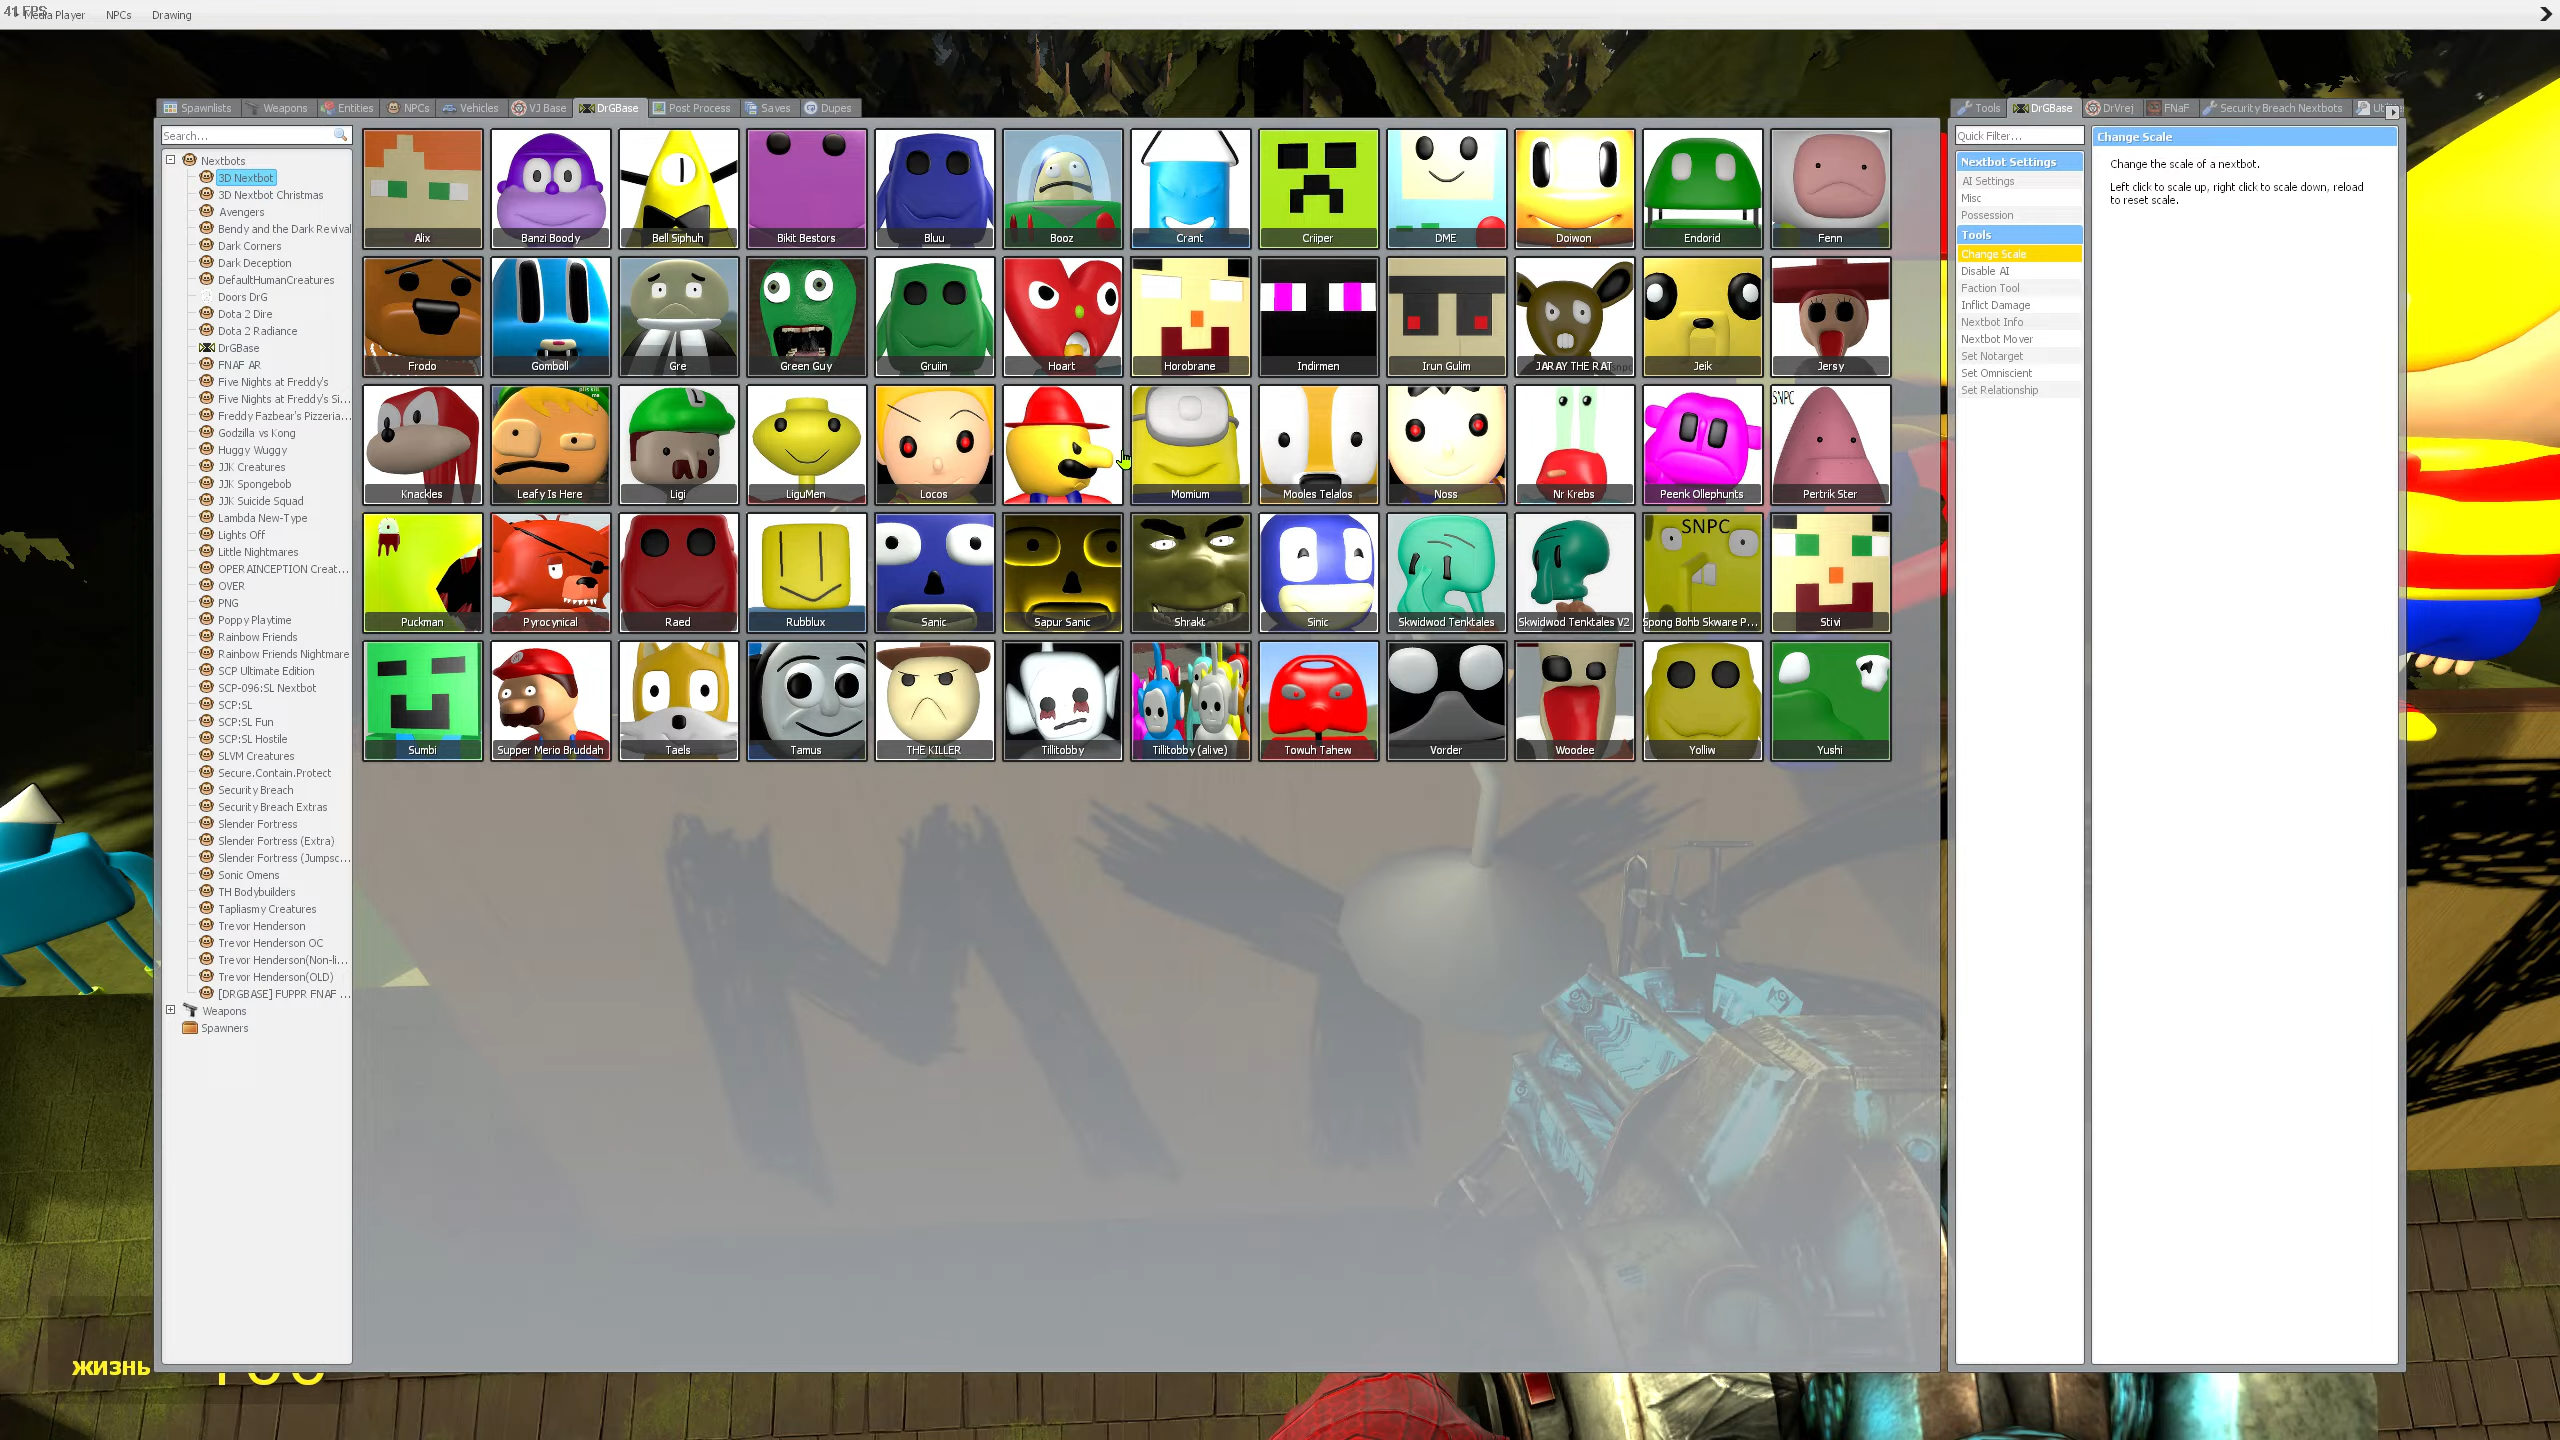 41 FPS
Media Player NPCs Drawing
Spawnlists Weapons Entities NPCs Vehicles VJ Base DrGBase Post Process Saves Dupes
Search...
Nextbots
3D Nextbot
3D Nextbot Christmas
Avengers
Bendy and the Dark Revival
Dark Corners
Dark Deception
DefaultHumanCreatures
Doors DrG
Dota 2 Dire
Dota 2 Radiance
DrGBase
FNAF AR
Five Nights at Freddy's
Five Nights at Freddy's Si...
Freddy Fazbear's Pizzeria...
Godzilla vs Kong
Huggy Wuggy
JJK Creatures
JJK Spongebob
JJK Suicide Squad
Lambda New-Type
Lights Off
Little Nightmares
OPERAINCEPTION Creat...
OVER
PNG
Poppy Playtime
Rainbow Friends
Rainbow Friends Nightmare
SCP Ultimate Edition
SCP-096:SL Nextbot
SCP:SL
SCP:SL Fun
SCP:SL Hostile
SLVM Creatures
Secure.Contain.Protect
Security Breach
Security Breach Extras
Slender Fortress
Slender Fortress (Extra)
Slender Fortress (Jumpsc...
Sonic Omens
TH Bodybuilders
Tapliasmy Creatures
Trevor Henderson
Trevor Henderson OC
Trevor Henderson(Non-li...
Trevor Henderson(OLD)
[DRGBASE] FUPPR FNAF ...
Weapons
Spawners
Alix Banzi Boody Bell Siphuh Bikit Bestors Bluu Booz Crant Criiper DME Doiwon Endorid Fenn
Frodo Gomboll Gre Green Guy Gruiin Hoart Horobrane Indirmen Irun Gulim JARAY THE RAT snpc Jeik Jersy
L
SNPC
Knackles Leafy Is Here Ligi LiguMen Locos Momium Mooles Telalos Noss Nr Krebs Peenk Ollephunts Pertrik Ster
SNPC
Puckman Pyrocynical Raed Rubblux Sanic Sapur Sanic Shrakt Sinic Skwidwod Tenktales Skwidwod Tenktales V2 Spong Bohb Skware P... Stivi
Sumbi Supper Merio Bruddah Taels Tamus THE KILLER Tillitobby Tillitobby (alive) Towuh Tahew Vorder Woodee Yolliw Yushi
Tools DrGBase DrVrej FNaF Security Breach Nextbots
Quick Filter...
Nextbot Settings
AI Settings
Misc
Possession
Tools
Change Scale
Disable AI
Faction Tool
Inflict Damage
Nextbot Info
Nextbot Mover
Set Notarget
Set Omniscient
Set Relationship
Change Scale
Change the scale of a nextbot.
Left click to scale up, right click to scale down, reload
to reset scale.
ЖИЗНЬ